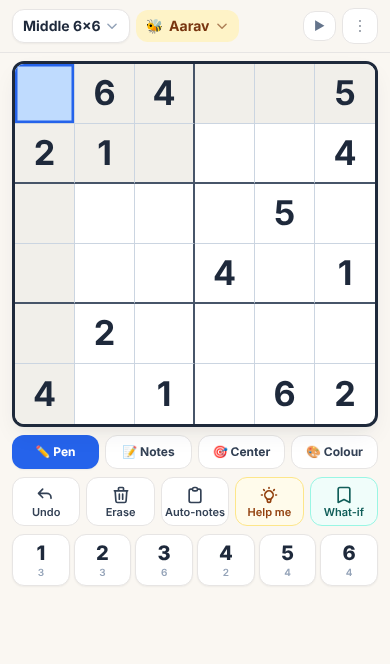 Middle 6×6 🐝 Aarav
6 4 5
2 1 4
5
4 1
2
4 1 6 2
✏️ Pen 📝 Notes 🎯 Center 🎨 Colour
Undo Erase Auto-notes Help me What-if
1 2 3 4 5 6
3 3 6 2 4 4